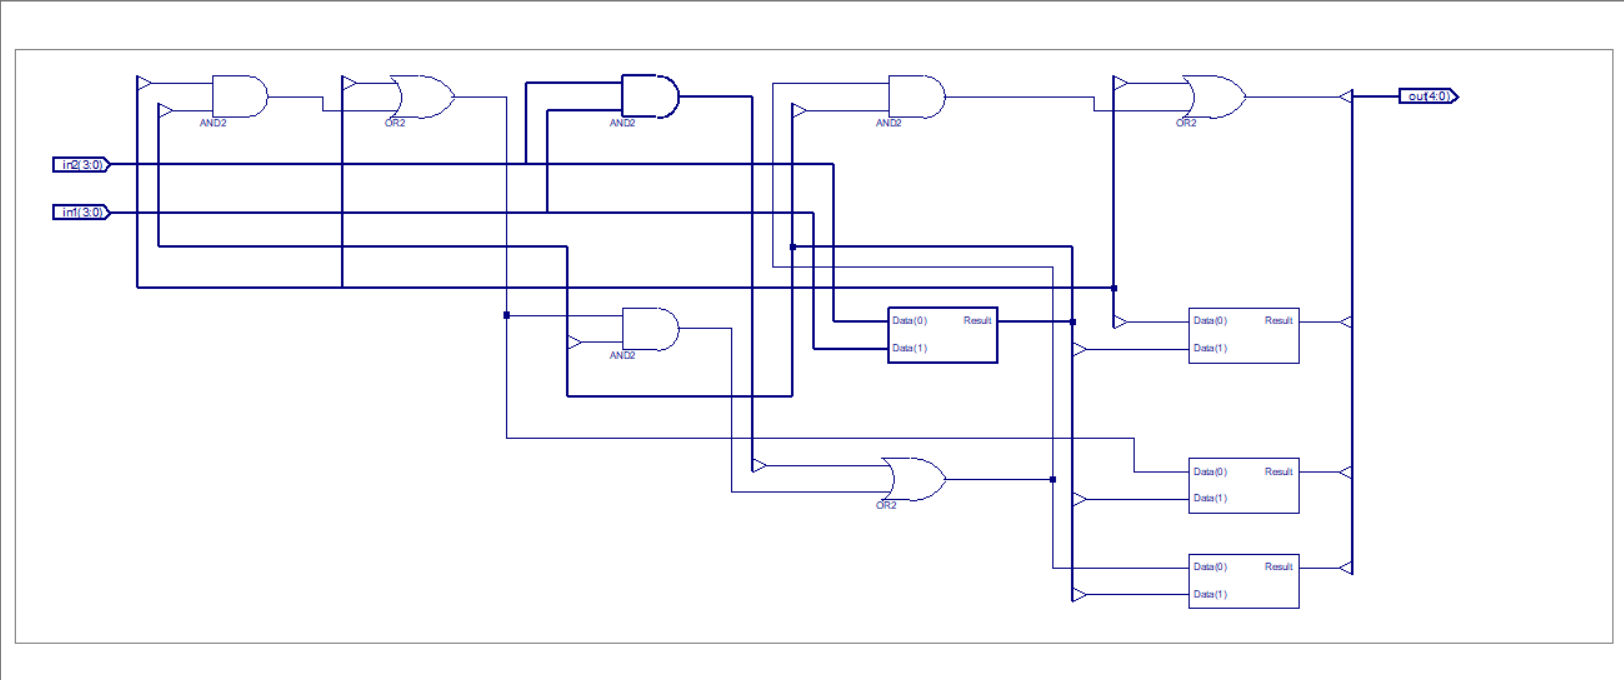 out(4:0)
AND2
OR2
AND2
AND2
OR2
in2(3:0)
in1(3:0)
Data(0) Result
Data(1)
Data(0) Result
Data(1)
AND2
Data(0) Result
Data(1)
OR2
Data(0) Result
Data(1)